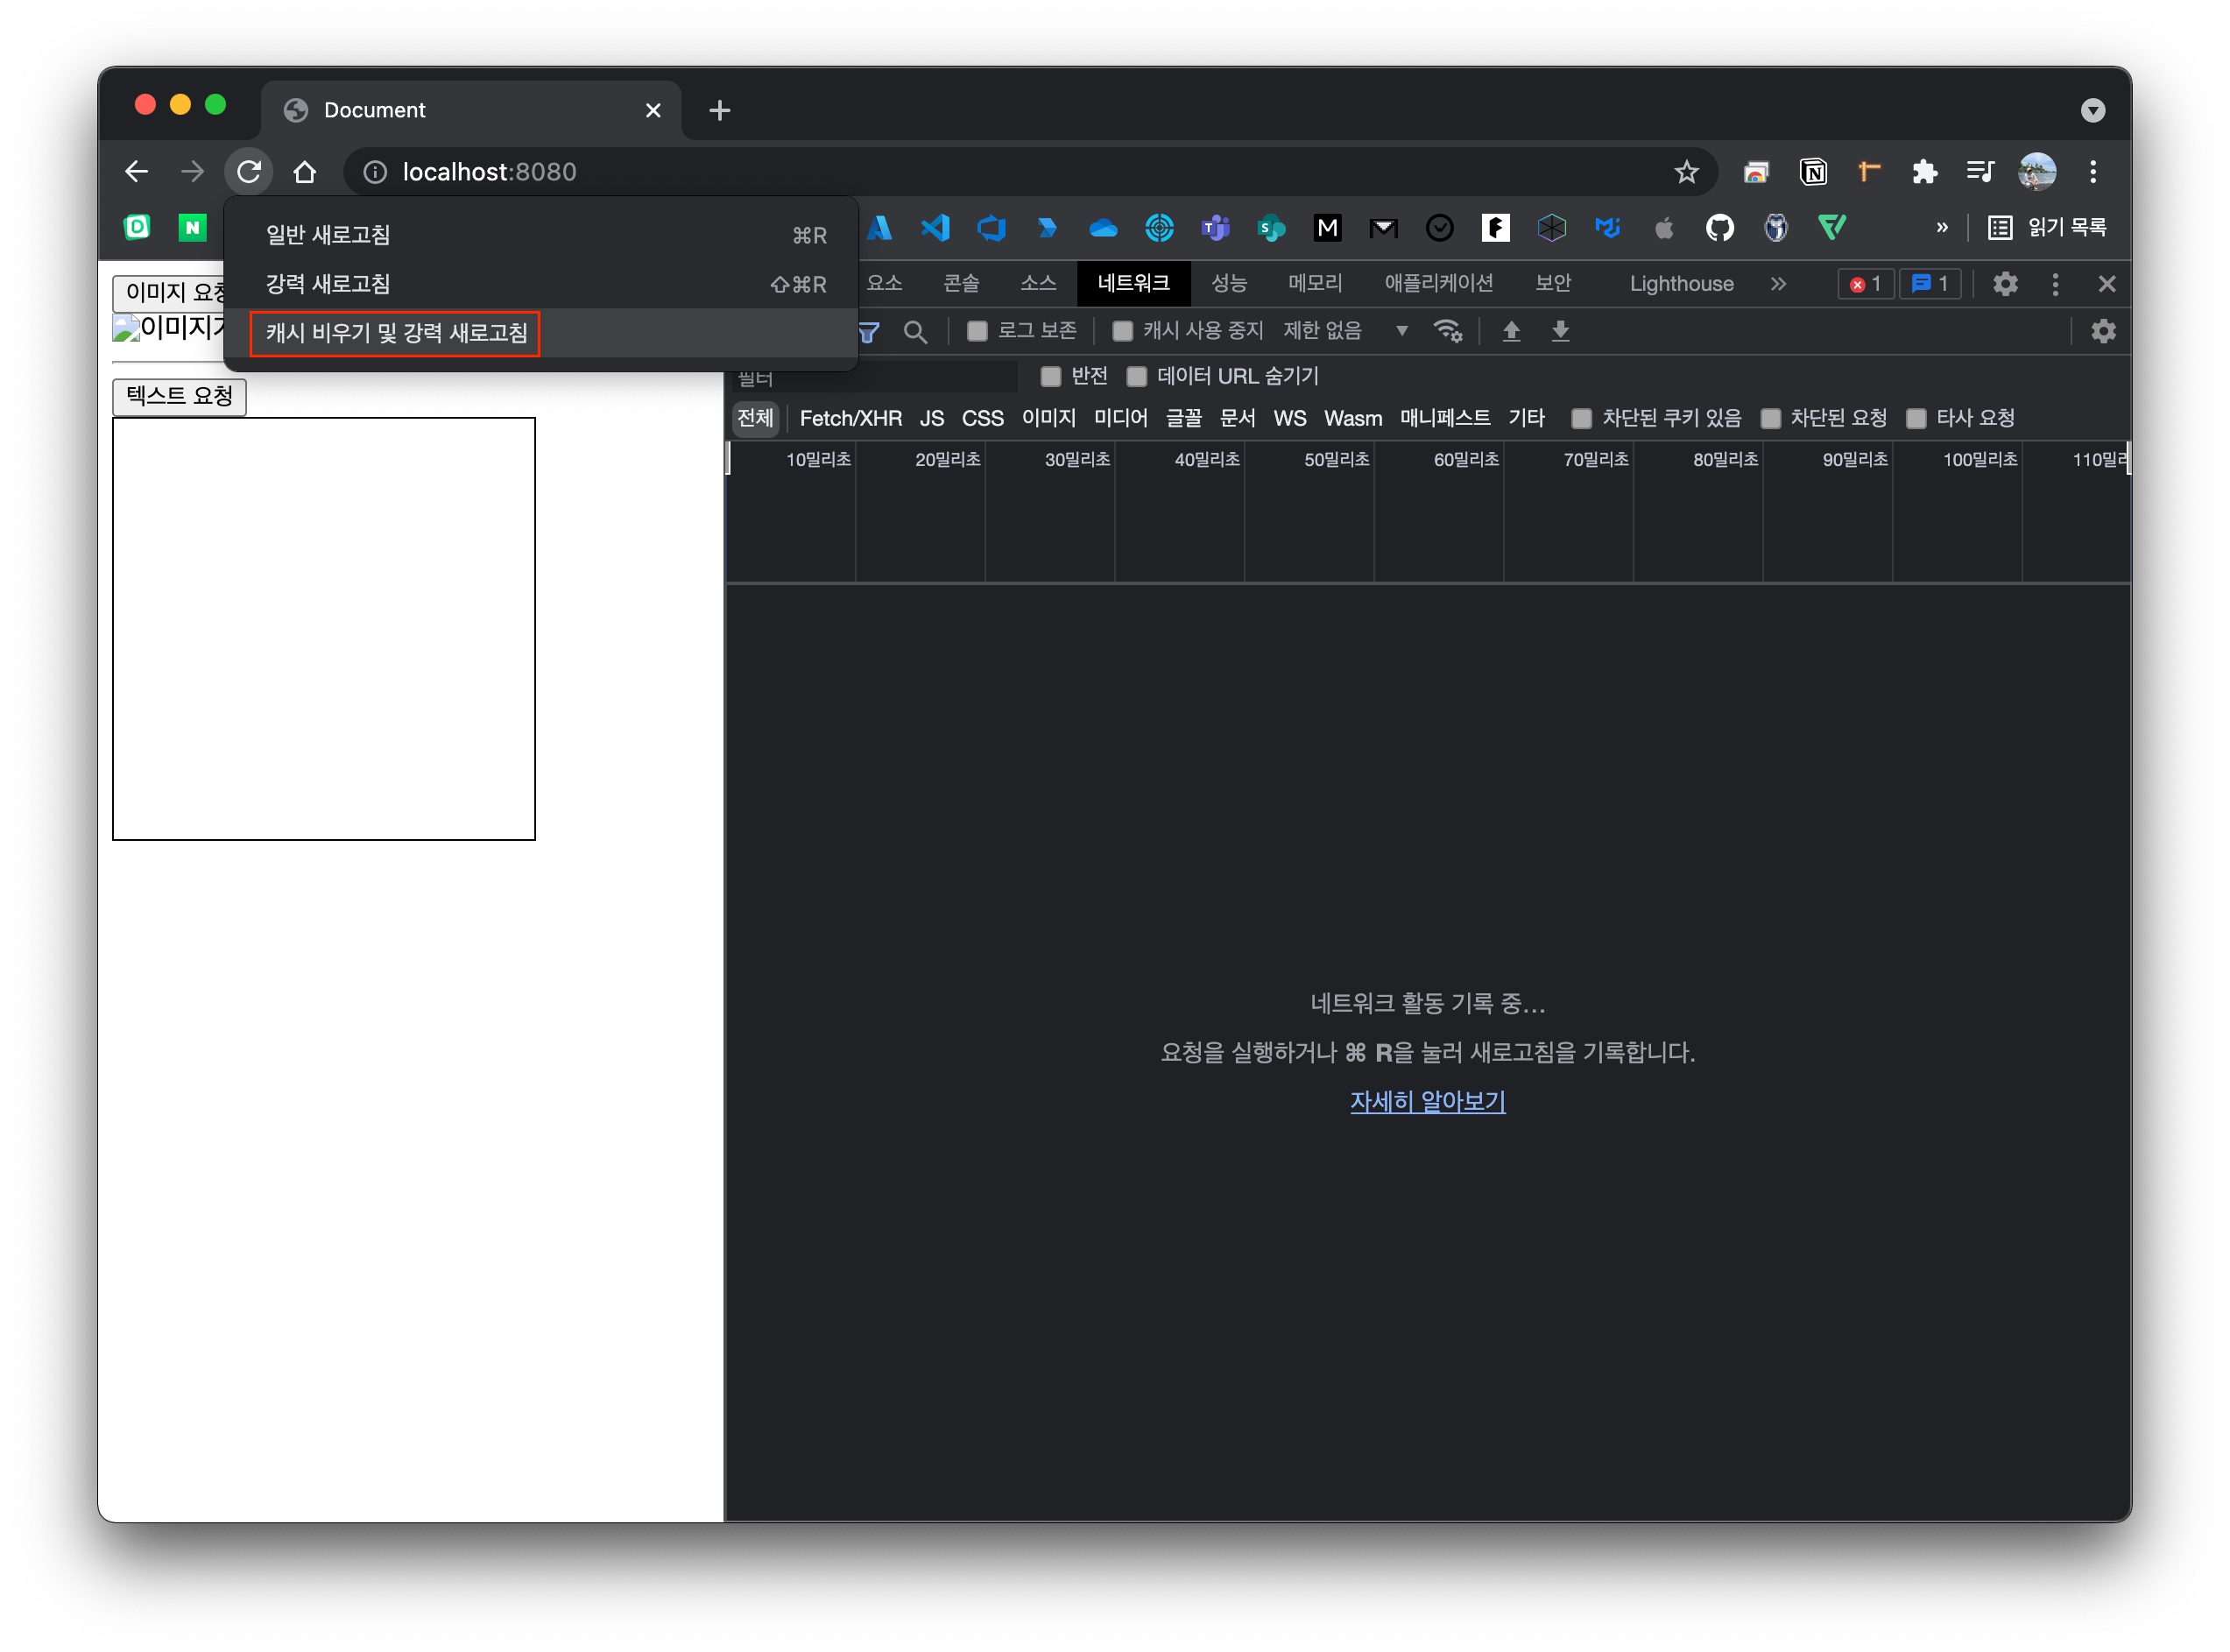 Document
localhost:8080
일반 새로고침 ⌘R
강력 새로고침 ⇧⌘R
캐시 비우기 및 강력 새로고침
읽기 목록
이미지 요청
이미지
텍스트 요청
요소 콘솔 소스 네트워크 성능 메모리 애플리케이션 보안 Lighthouse 1 1
로그 보존 캐시 사용 중지 제한 없음
필터 반전 데이터 URL 숨기기
전체 Fetch/XHR JS CSS 이미지 미디어 글꼴 문서 WS Wasm 매니페스트 기타 차단된 쿠키 있음 차단된 요청 타사 요청
10밀리초 20밀리초 30밀리초 40밀리초 50밀리초 60밀리초 70밀리초 80밀리초 90밀리초 100밀리초 110밀리
네트워크 활동 기록 중...
요청을 실행하거나 ⌘ R을 눌러 새로고침을 기록합니다.
자세히 알아보기